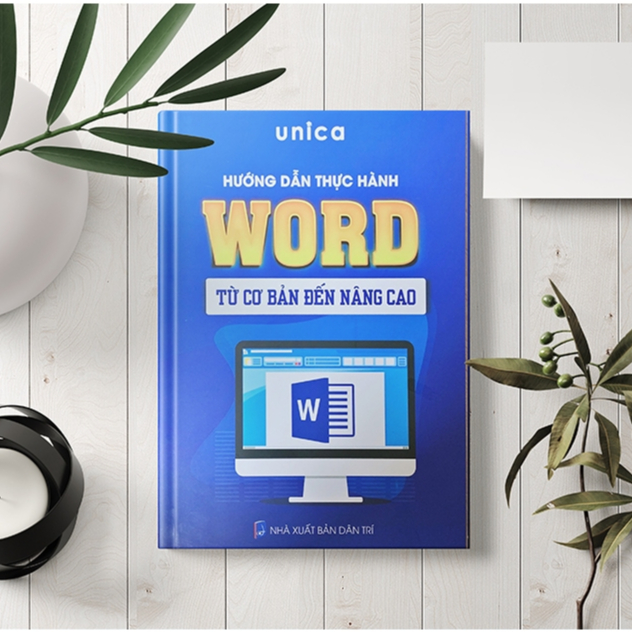 unica
HƯỚNG DẪN THỰC HÀNH
WORD
TỪ CƠ BẢN ĐẾN NÂNG CAO
W
NHÀ XUẤT BẢN DÂN TRÍ